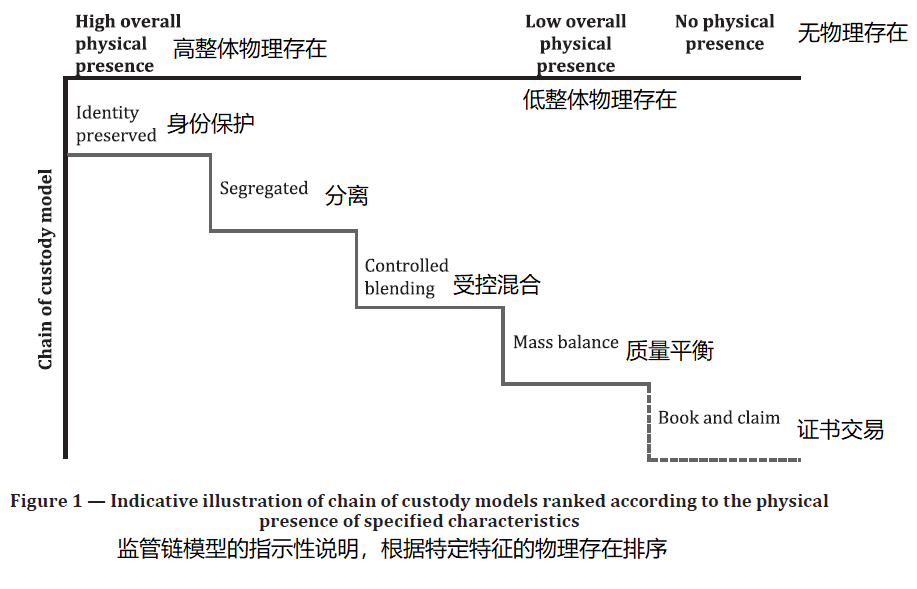 High overall
physical
presence
高整体物理存在
Low overall
physical
presence
No physical
presence
无物理存在
低整体物理存在
Chain of custody model
Identity
preserved
身份保护
Segregated
分离
Controlled
blending
受控混合
Mass balance
质量平衡
Book and claim
证书交易
Figure 1 — Indicative illustration of chain of custody models ranked according to the physical
presence of specified characteristics
监管链模型的指示性说明，根据特定特征的物理存在排序